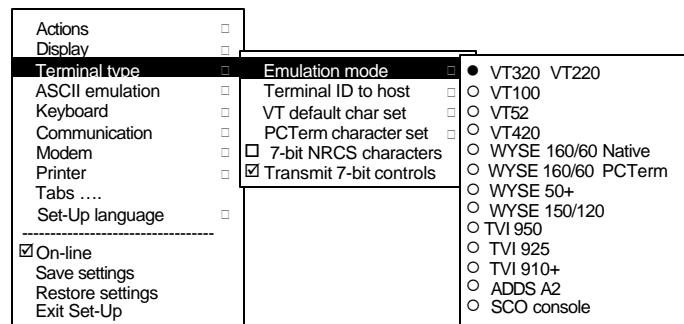 Actions
Display
Terminal type
ASCII emulation
Keyboard
Communication
Modem
Printer
Tabs ....
Set-Up language
----------------------------------
On-line
Save settings
Restore settings
Exit Set-Up
Emulation mode
Terminal ID to host
VT default char set
PCTerm character set
7-bit NRCS characters
Transmit 7-bit controls
VT320 VT220
VT100
VT52
VT420
WYSE 160/60 Native
WYSE 160/60 PCTerm
WYSE 50+
WYSE 150/120
TVI 950
TVI 925
TVI 910+
ADDS A2
SCO console